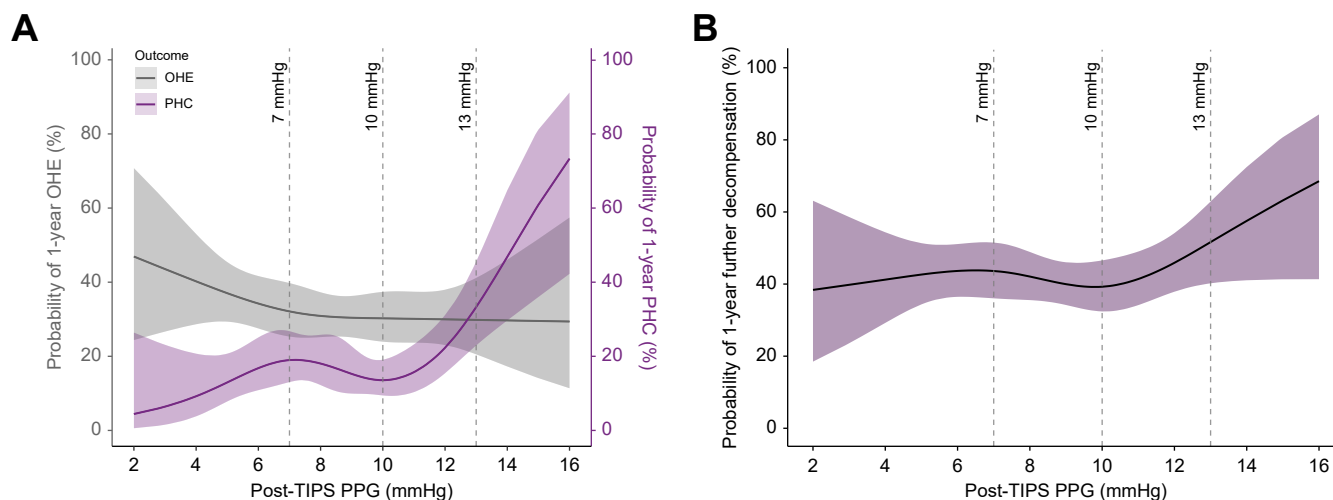 A
Outcome
OHE
PHC
7 mmHg
10 mmHg
13 mmHg
Probability of 1-year OHE (%)
100
80
60
40
20
0
Probability of 1-year PHC (%)
100
80
60
40
20
0
2 4 6 8 10 12 14 16
Post-TIPS PPG (mmHg)
B
7 mmHg
10 mmHg
13 mmHg
Probability of 1-year further decompensation (%)
100
80
60
40
20
0
2 4 6 8 10 12 14 16
Post-TIPS PPG (mmHg)